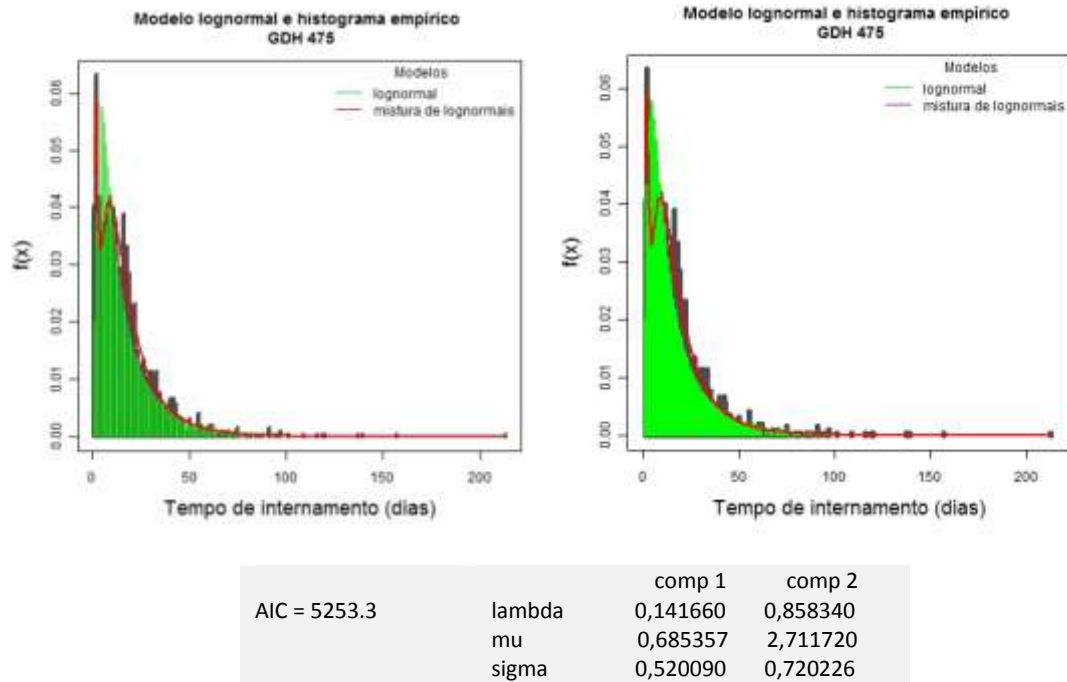 Modelo lognormal e histograma empírico
GDH 475
Modelos
lognormal
mistura de lognormais
f(x)
0.06
0.05
0.04
0.03
0.02
0.01
0.00
0 50 100 150 200
Tempo de internamento (dias)
Modelo lognormal e histograma empírico
GDH 475
Modelos
lognormal
mistura de lognormais
f(x)
0.06
0.05
0.04
0.03
0.02
0.01
0.00
0 50 100 150 200
Tempo de internamento (dias)
comp 1 comp 2
AIC = 5253.3 lambda 0,141660 0,858340
mu 0,685357 2,711720
sigma 0,520090 0,720226